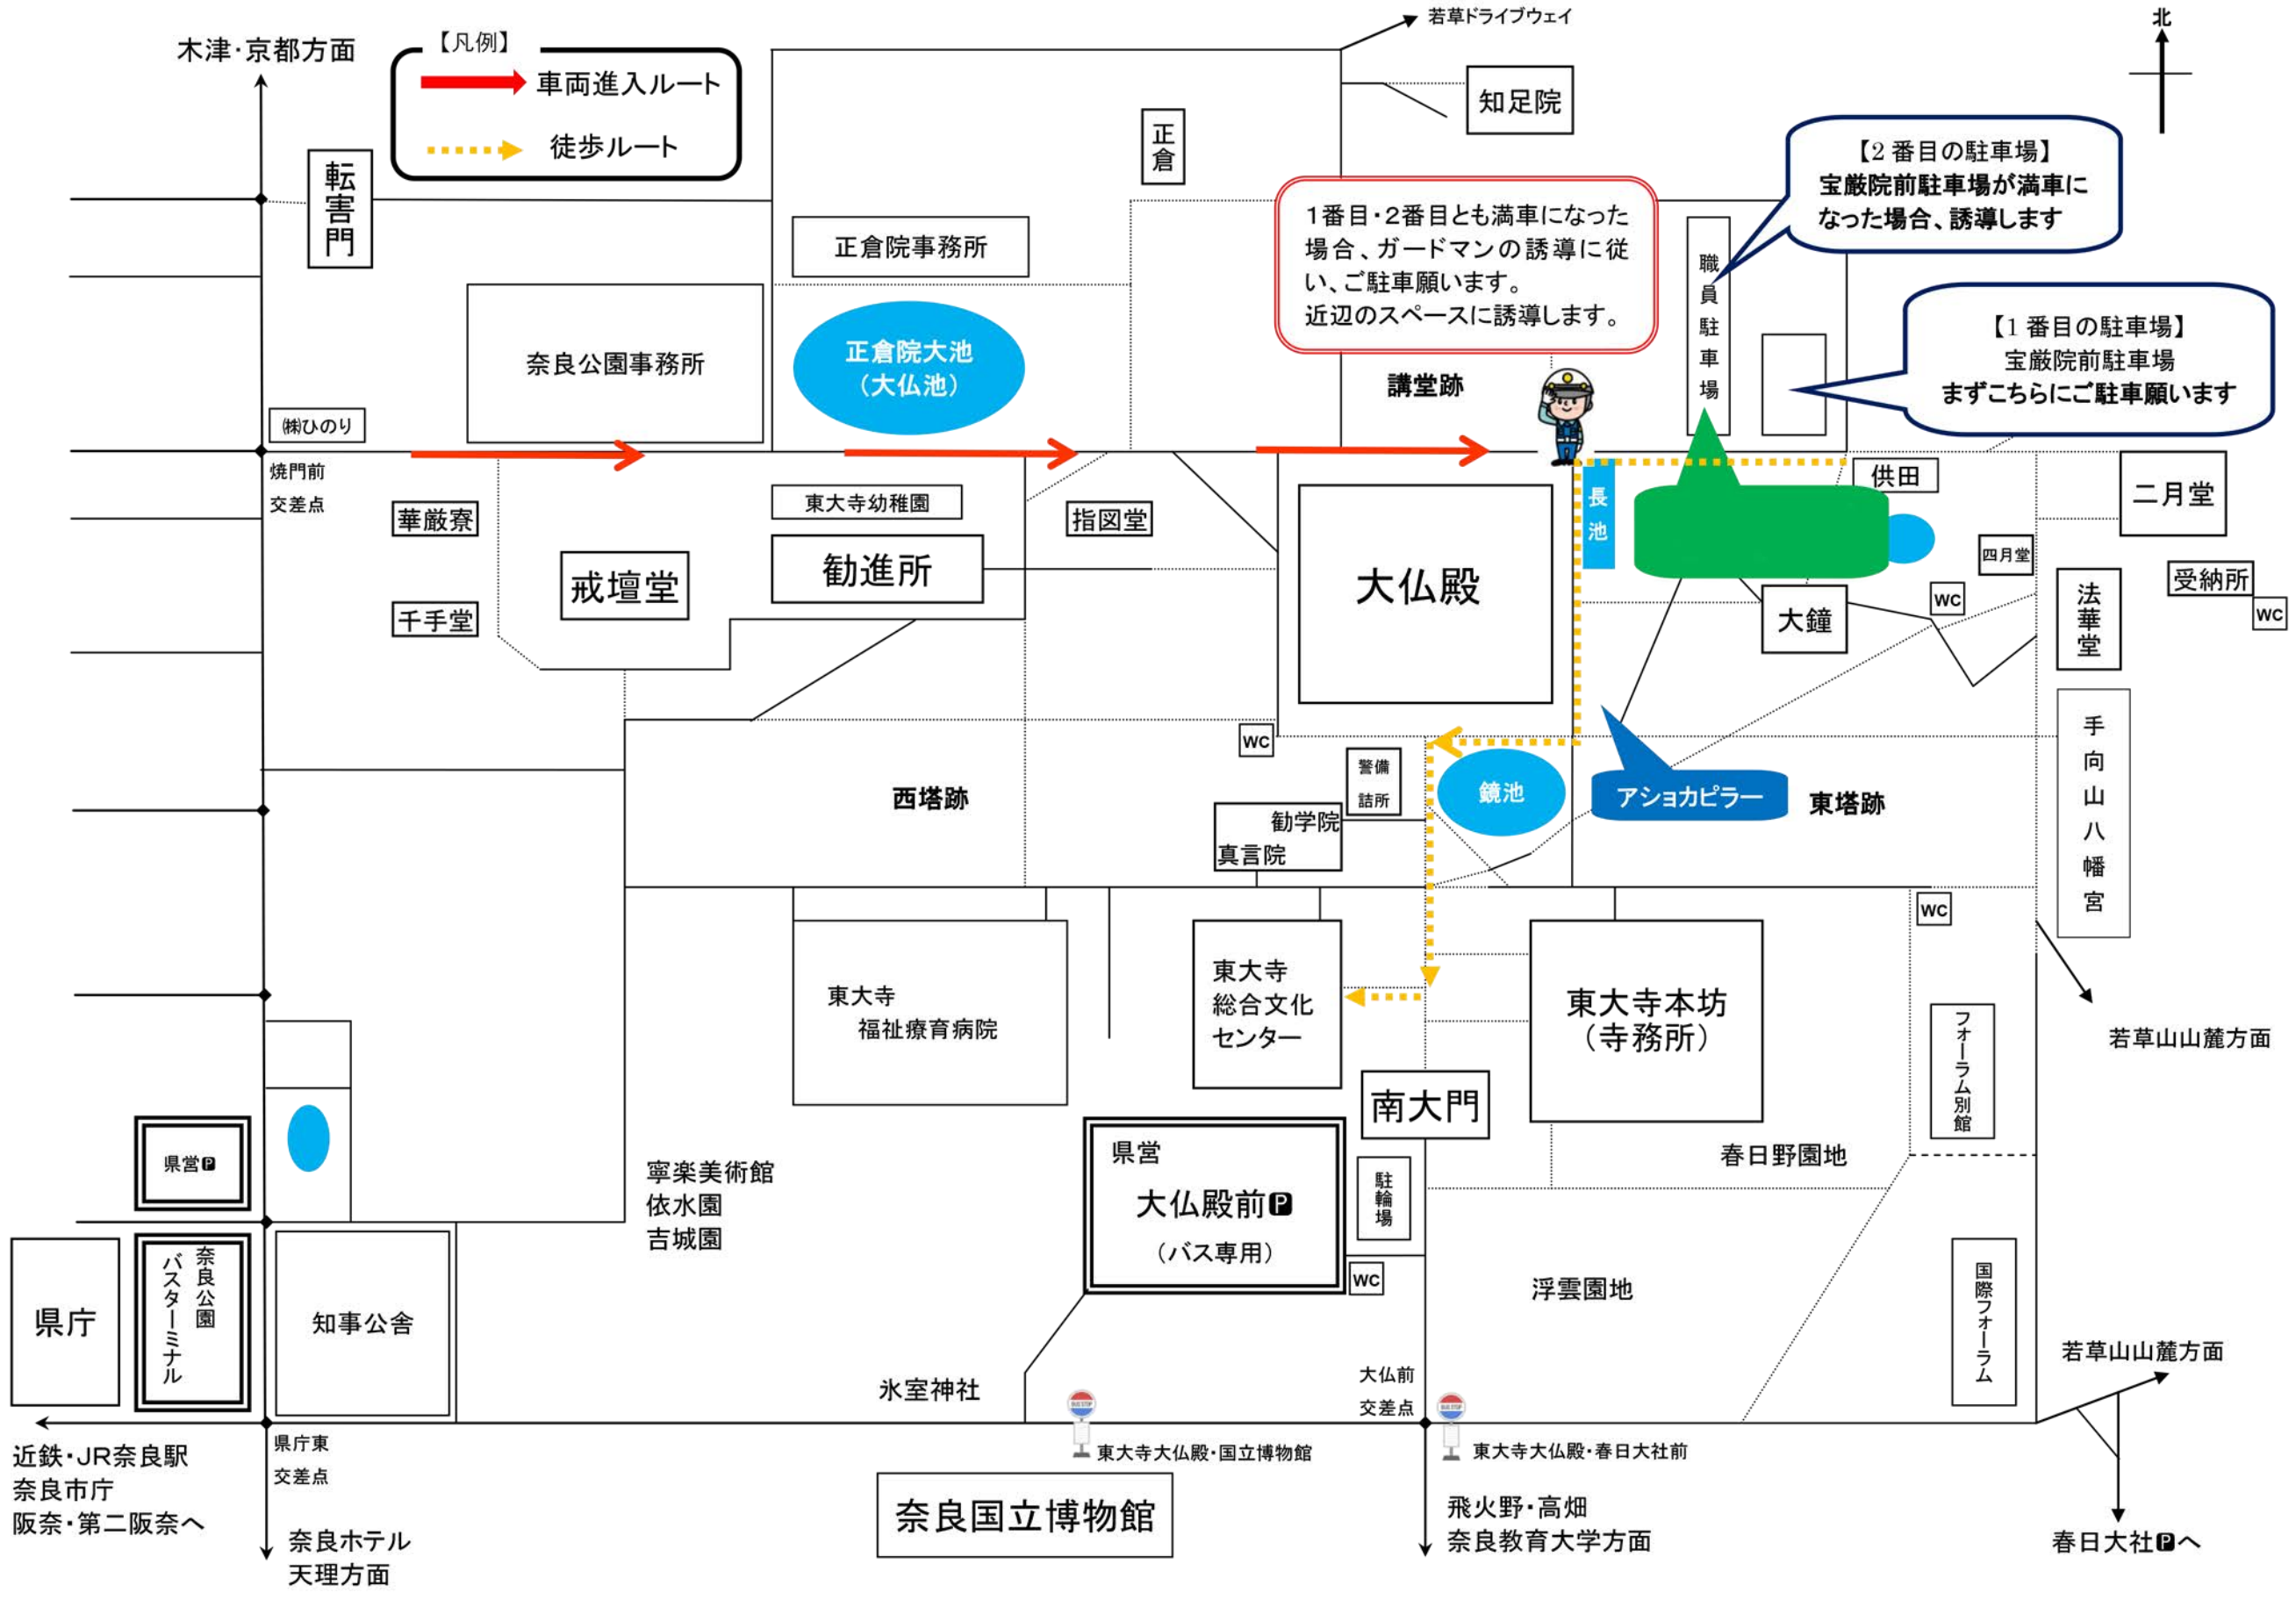 若草ドライブウェイ
北
木津・京都方面
【凡例】
車両進入ルート
徒歩ルート
知足院
正倉
転害門
【2 番目の駐車場】
宝厳院前駐車場が満車に
なった場合、誘導します
1番目・2番目とも満車になった
場合、ガードマンの誘導に従
い、ご駐車願います。
近辺のスペースに誘導します。
正倉院事務所
職員駐車場
【1 番目の駐車場】
宝厳院前駐車場
まずこちらにご駐車願います
奈良公園事務所
正倉院大池
(大仏池)
講堂跡
㈱ひのり
焼門前
交差点
華厳寮
東大寺幼稚園
指図堂
長池
供田
二月堂
戒壇堂
勧進所
大仏殿
四月堂
受納所
WC
WC
千手堂
大鐘
法華堂
WC
警備
詰所
鏡池
アショカピラー
東塔跡
手向山八幡宮
西塔跡
勧学院
真言院
WC
東大寺
福祉療育病院
東大寺
総合文化
センター
東大寺本坊
(寺務所)
フォーラム別館
若草山山麓方面
南大門
県営P
県営
大仏殿前P
(バス専用)
駐輪場
春日野園地
寧楽美術館
依水園
吉城園
県庁
奈良公園
バスターミナル
知事公舎
WC
浮雲園地
国際フォーラム
氷室神社
大仏前
交差点
BUS STOP
BUS STOP
若草山山麓方面
近鉄・JR奈良駅
奈良市庁
阪奈・第二阪奈へ
県庁東
交差点
東大寺大仏殿・国立博物館
東大寺大仏殿・春日大社前
奈良国立博物館
飛火野・高畑
奈良教育大学方面
奈良ホテル
天理方面
春日大社Pへ